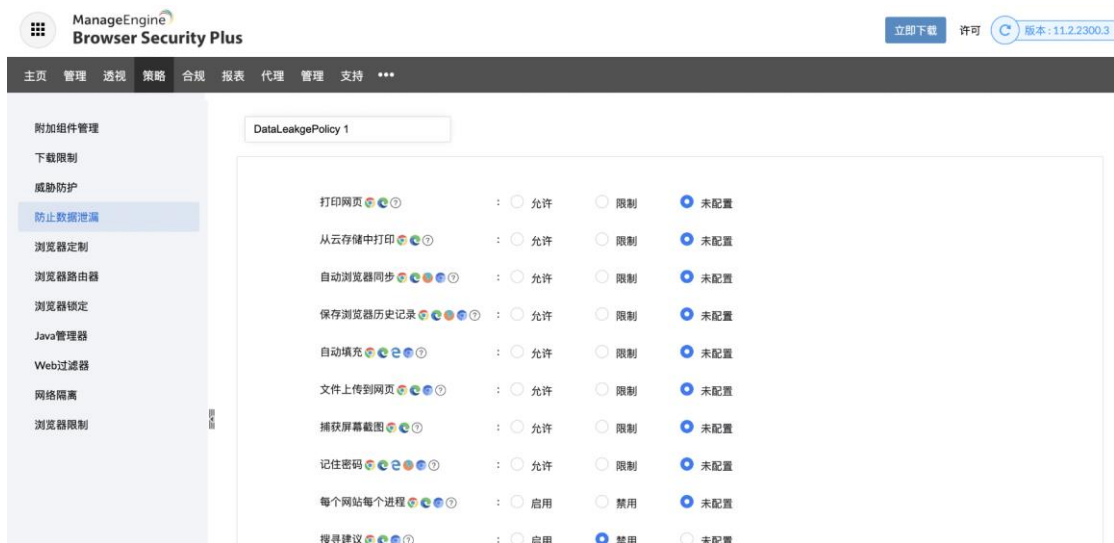 ManageEngine
Browser Security Plus
立即下载 许可 版本 : 11.2.2300.3
主页 管理 透视 策略 合规 报表 代理 管理 支持 •••
附加组件管理
下载限制
威胁防护
防止数据泄漏
浏览器定制
浏览器路由器
浏览器锁定
Java管理器
Web过滤器
网络隔离
浏览器限制
DataLeakgePolicy 1
打印网页 : 允许 限制 未配置
从云存储中打印 : 允许 限制 未配置
自动浏览器同步 : 允许 限制 未配置
保存浏览器历史记录 : 允许 限制 未配置
自动填充 : 允许 限制 未配置
文件上传到网页 : 允许 限制 未配置
捕获屏幕截图 : 允许 限制 未配置
记住密码 : 允许 限制 未配置
每个网站每个进程 : 启用 禁用 未配置
搜寻建议 : 启用 禁用 未配置